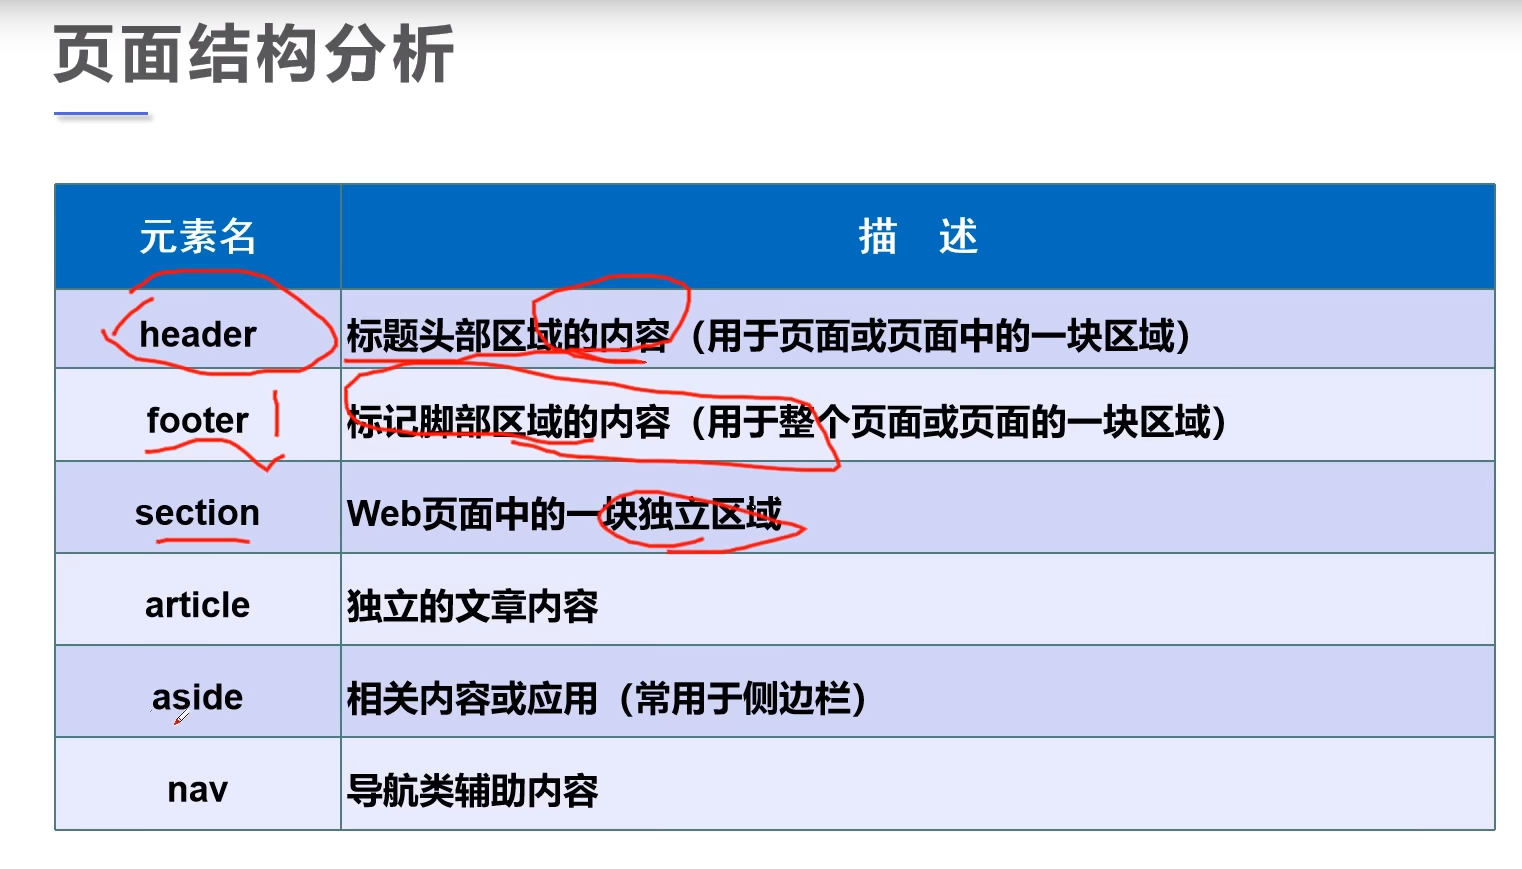 页面结构分析
元素名 描 述
header 标题头部区域的内容（用于页面或页面中的一块区域）
footer 标记脚部区域的内容（用于整个页面或页面的一块区域）
section Web页面中的一块独立区域
article 独立的文章内容
aside 相关内容或应用（常用于侧边栏）
nav 导航类辅助内容